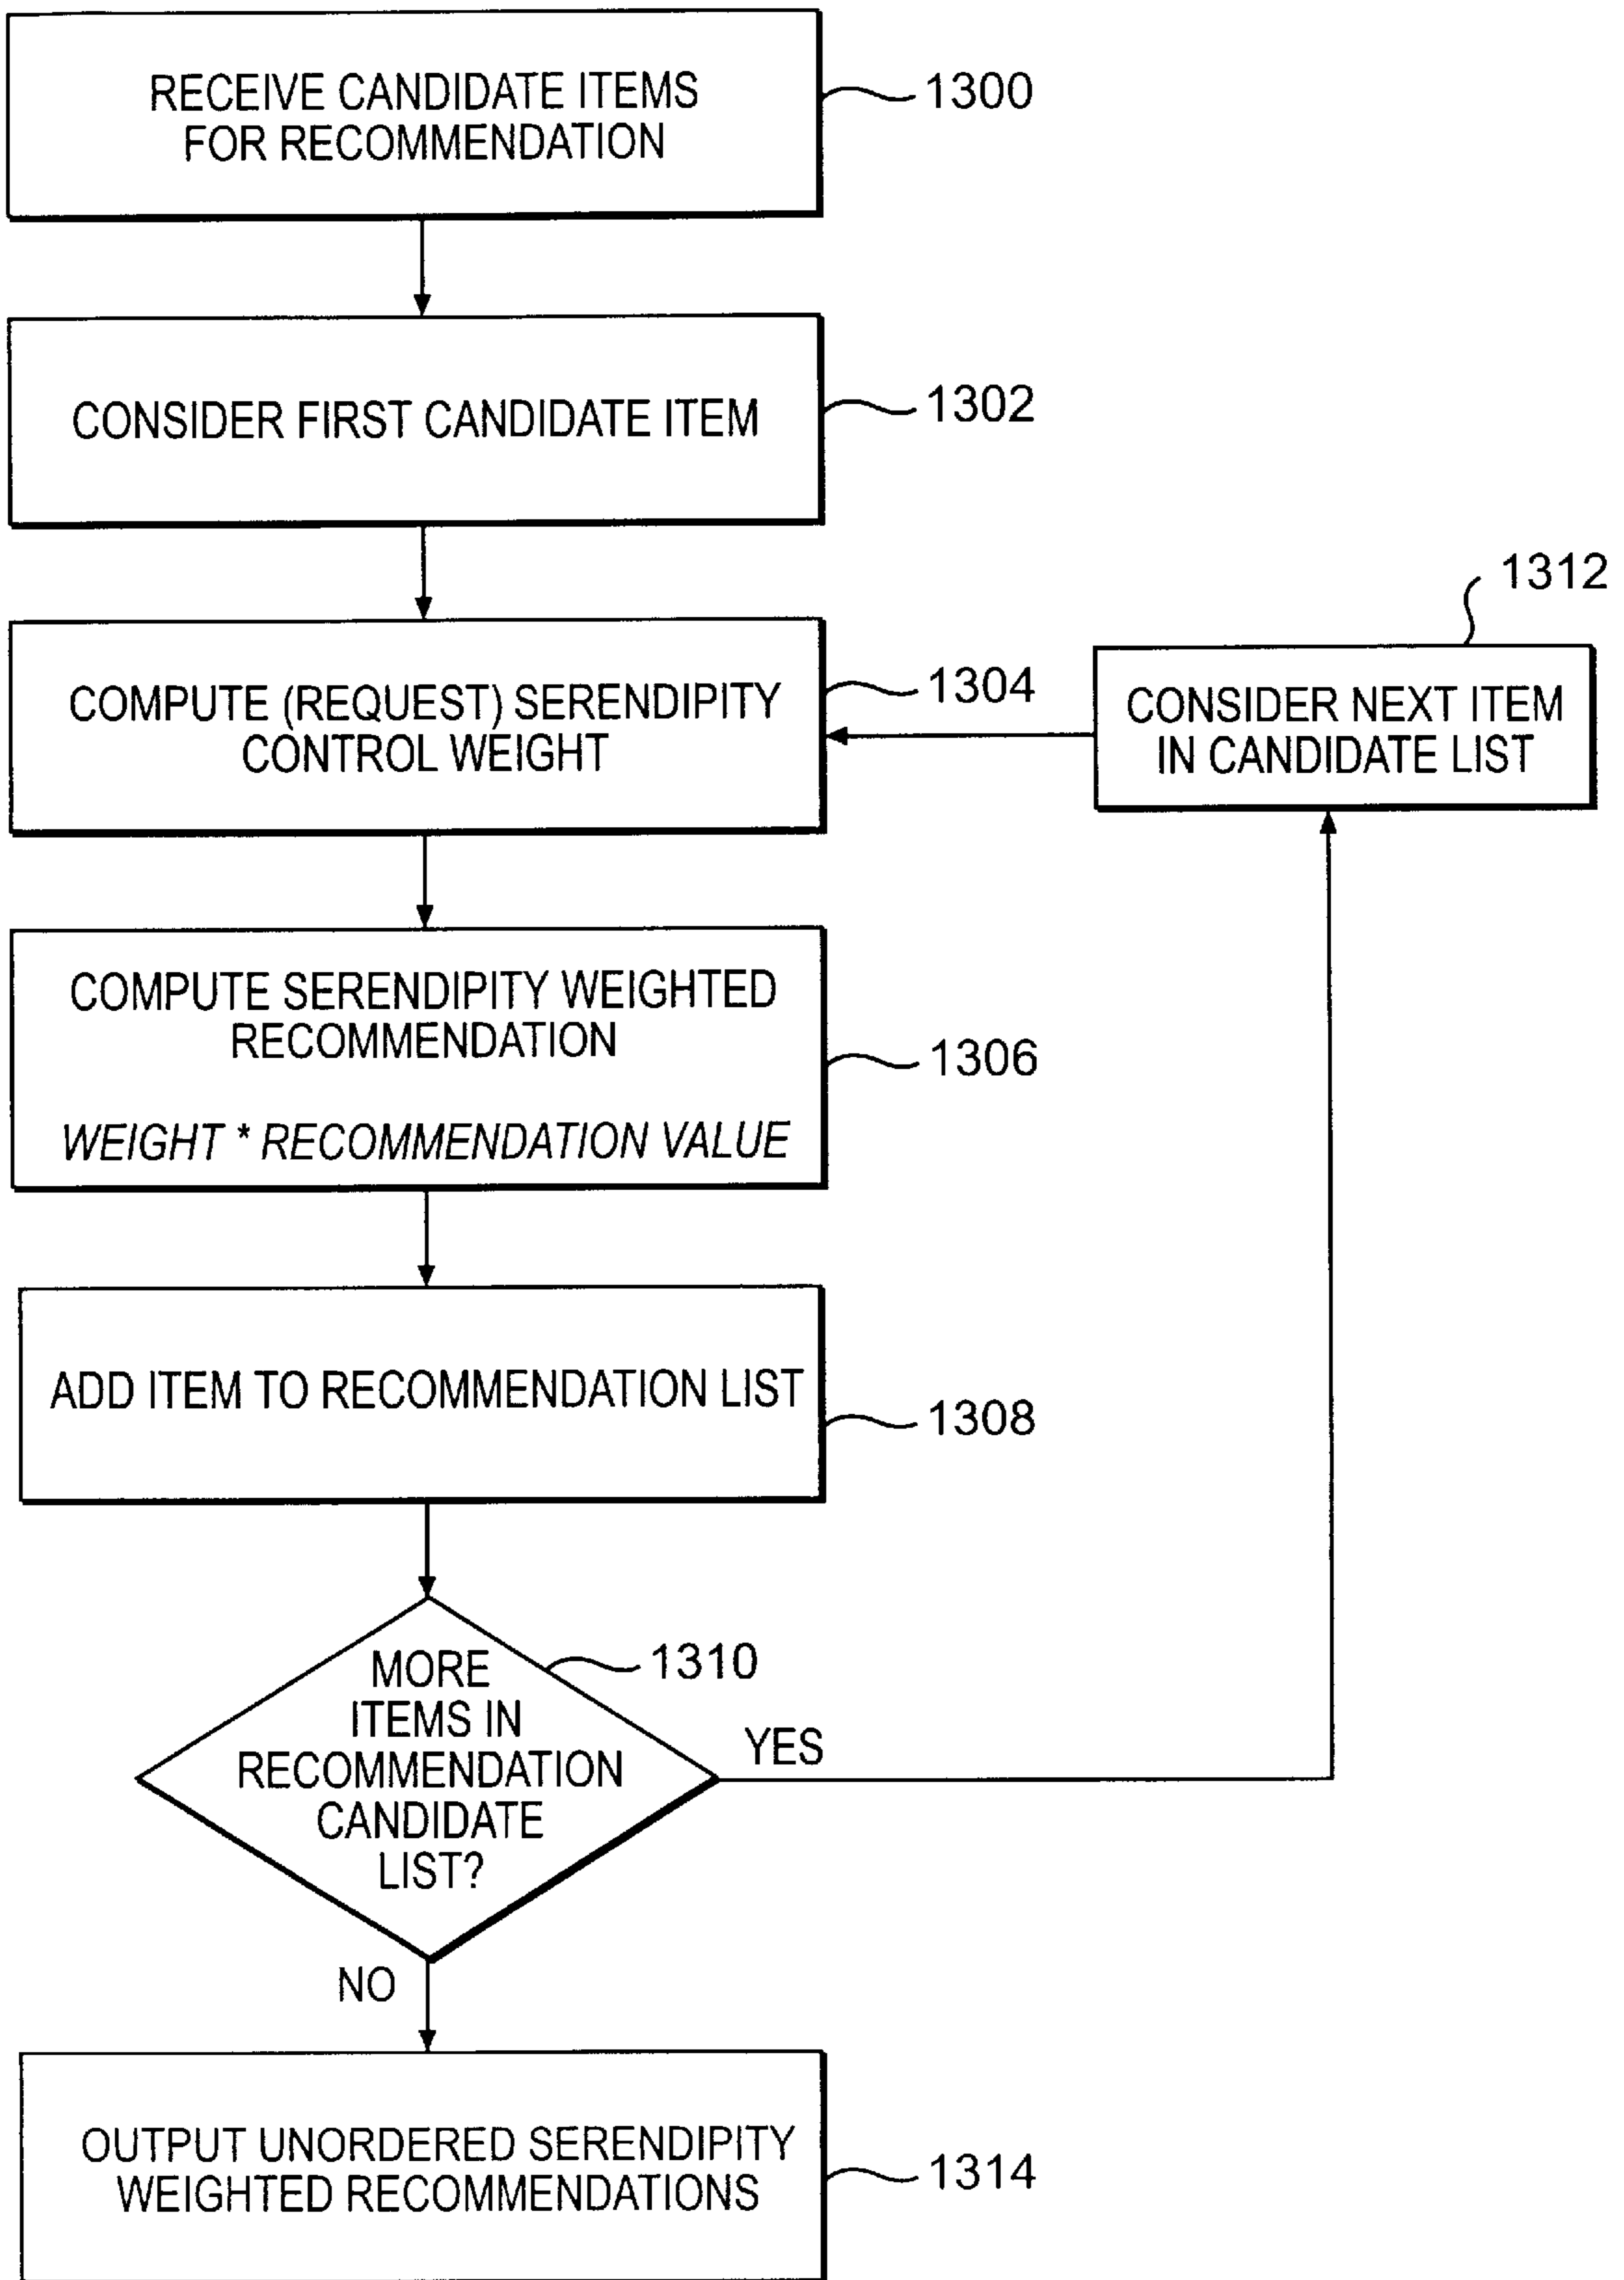 RECEIVE CANDIDATE ITEMS
FOR RECOMMENDATION
1300
CONSIDER FIRST CANDIDATE ITEM
1302
COMPUTE (REQUEST) SERENDIPITY
CONTROL WEIGHT
1304
1312
CONSIDER NEXT ITEM
IN CANDIDATE LIST
COMPUTE SERENDIPITY WEIGHTED
RECOMMENDATION
WEIGHT * RECOMMENDATION VALUE
1306
ADD ITEM TO RECOMMENDATION LIST
1308
MORE
ITEMS IN
RECOMMENDATION
CANDIDATE
LIST?
1310
YES
NO
OUTPUT UNORDERED SERENDIPITY
WEIGHTED RECOMMENDATIONS
1314